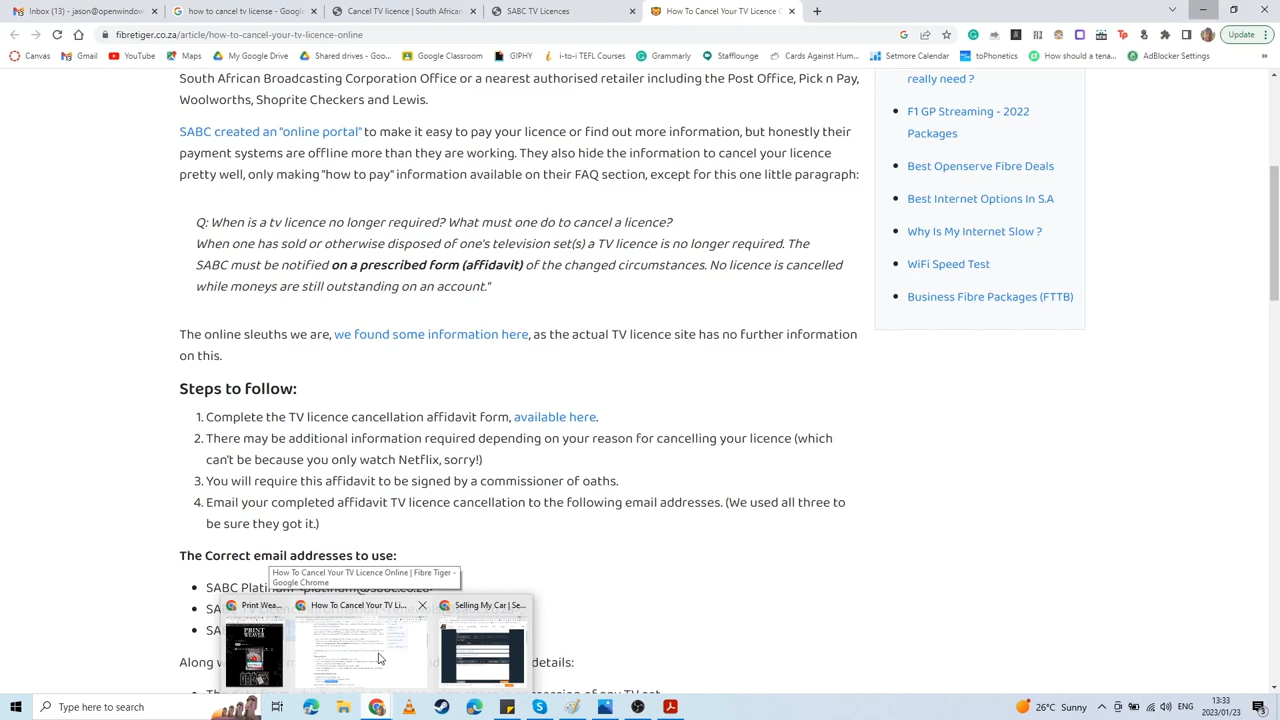 Inbox (13) - jason@openwindow
how to cancel tv license - Google
TV Licence | South African
SABC TV Licences
How To Cancel Your TV Licence O
fibretiger.co.za/article/how-to-cancel-your-tv-licence-online
Update
Canvas
Gmail
YouTube
Maps
My Google Drive
Shared drives - Goo...
Google Classroom
GIPHY
i-to-i TEFL Courses
Grammarly
Stafflounge
Cards Against Hum...
Setmore Calendar
toPhonetics
How should a tena...
AdBlocker Settings
»
South African Broadcasting Corporation Office or a nearest authorised retailer including the Post Office, Pick n Pay,
Woolworths, Shoprite Checkers and Lewis.
SABC created an "online portal" to make it easy to pay your licence or find out more information, but honestly their
payment systems are offline more than they are working. They also hide the information to cancel your licence
pretty well, only making "how to pay" information available on their FAQ section, except for this one little paragraph:
Q: When is a tv licence no longer required? What must one do to cancel a licence?
When one has sold or otherwise disposed of one's television set(s) a TV licence is no longer required. The
SABC must be notified on a prescribed form (affidavit) of the changed circumstances. No licence is cancelled
while moneys are still outstanding on an account."
The online sleuths we are, we found some information here, as the actual TV licence site has no further information
on this.
Steps to follow:
1. Complete the TV licence cancellation affidavit form, available here.
2. There may be additional information required depending on your reason for cancelling your licence (which
can't be because you only watch Netflix, sorry!)
3. You will require this affidavit to be signed by a commissioner of oaths.
4. Email your completed affidavit TV licence cancellation to the following email addresses. (We used all three to
be sure they got it.)
The Correct email addresses to use:
SABC Platinum
really need ?
F1 GP Streaming - 2022
Packages
Best Openserve Fibre Deals
Best Internet Options In S.A
Why Is My Internet Slow ?
WiFi Speed Test
Business Fibre Packages (FTTB)
How To Cancel Your TV Licence Online | Fibre Tiger -
Google Chrome
Print Wea...
How To Cancel Your TV Li...
Selling My Car | Se...
details:
Type here to search
26°C Sunny
ENG
13:33
2023/01/23